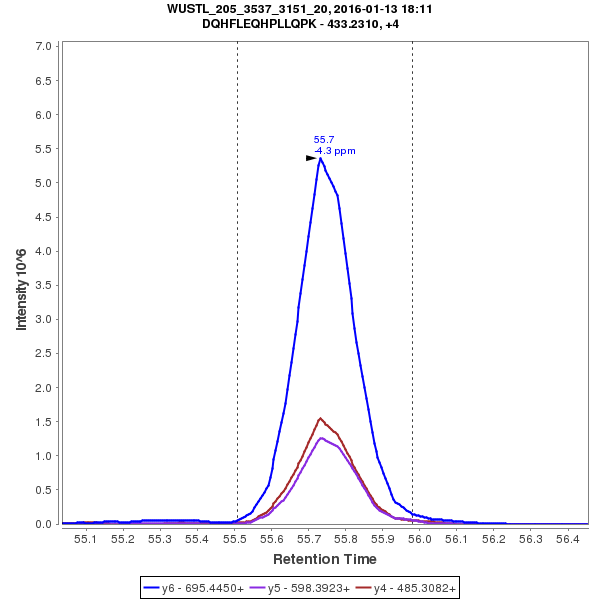 WUSTL_205_3537_3151_20, 2016-01-13 18:11
DQHFLEQHPLLQPK - 433.2310, +4
7.0
6.5
6.0
5.5
5.0
4.5
4.0
3.5
3.0
2.5
2.0
1.5
1.0
0.5
0.0
Intensity 10^6
55.7
-4.3 ppm
55.1 55.2 55.3 55.4 55.5 55.6 55.7 55.8 55.9 56.0 56.1 56.2 56.3 56.4
Retention Time
y6 - 695.4450+ y5 - 598.3923+ y4 - 485.3082+